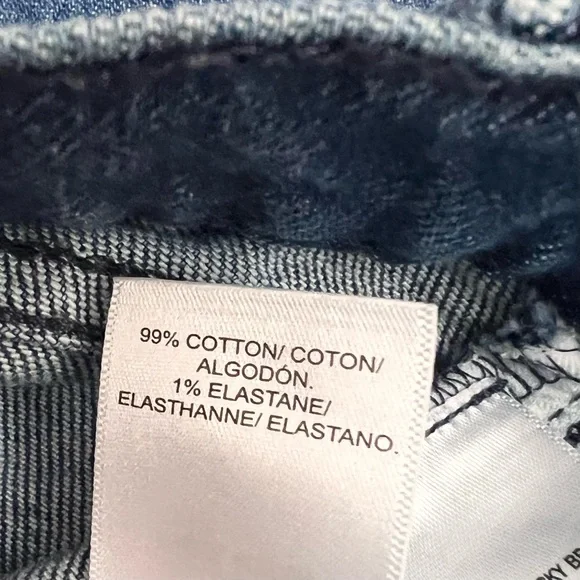 99% COTTON/ COTON/
ALGODÓN.
1% ELASTANE/
ELASTHANNE/ ELASTANO.